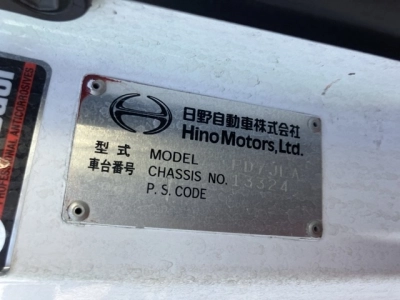 日野自動車株式会社
Hino Motors, Ltd.
型式 MODEL
車台番号 CHASSIS NO. 13324
P.S. CODE